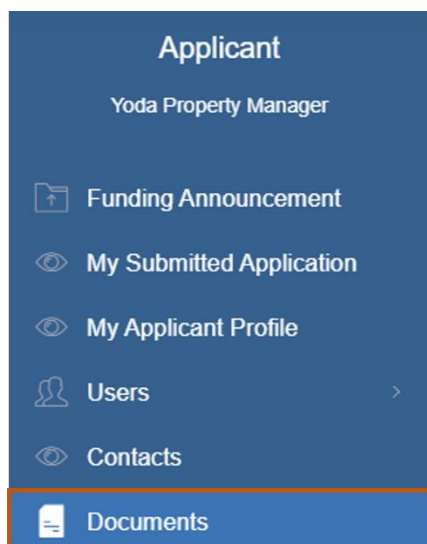 Applicant
Yoda Property Manager
Funding Announcement
My Submitted Application
My Applicant Profile
Users
Contacts
Documents